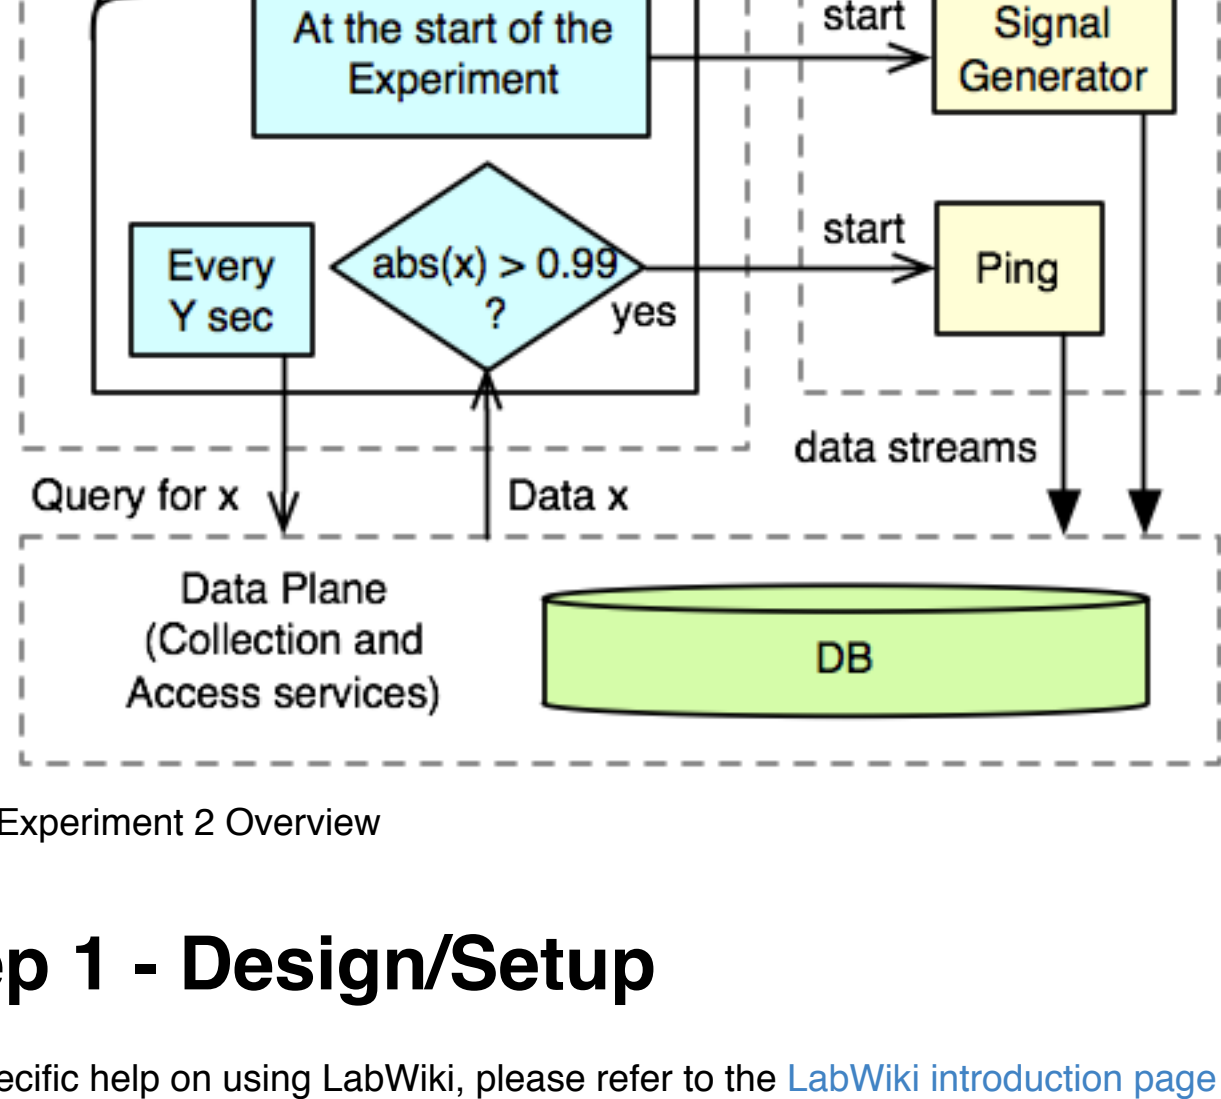 At the start of the
Experiment
start
Signal
Generator
Every
Y sec
abs(x) > 0.99
?
yes
start
Ping
data streams
Query for x
Data x
Data Plane
(Collection and
Access services)
DB
Experiment 2 Overview
ep 1 - Design/Setup
ecific help on using LabWiki, please refer to the LabWiki introduction page